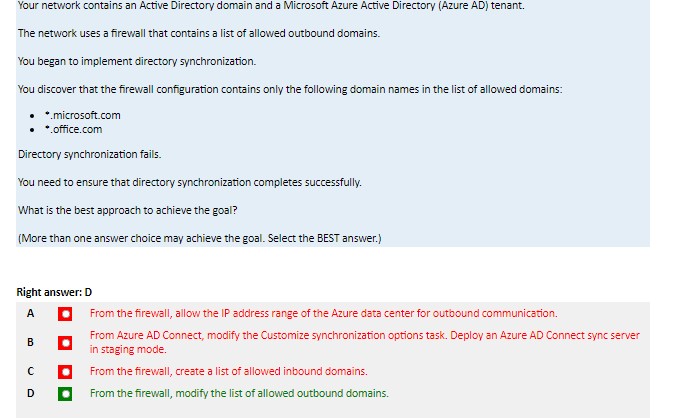 Your network contains an Active Directory domain and a Microsoft Azure Active Directory (Azure AD) tenant.
The network uses a firewall that contains a list of allowed outbound domains.
You began to implement directory synchronization.
You discover that the firewall configuration contains only the following domain names in the list of allowed domains:
• *.microsoft.com
• *.office.com
Directory synchronization fails.
You need to ensure that directory synchronization completes successfully.
What is the best approach to achieve the goal?
(More than one answer choice may achieve the goal. Select the BEST answer.)
Right answer: D
A From the firewall, allow the IP address range of the Azure data center for outbound communication.
B From Azure AD Connect, modify the Customize synchronization options task. Deploy an Azure AD Connect sync server
in staging mode.
C From the firewall, create a list of allowed inbound domains.
D From the firewall, modify the list of allowed outbound domains.